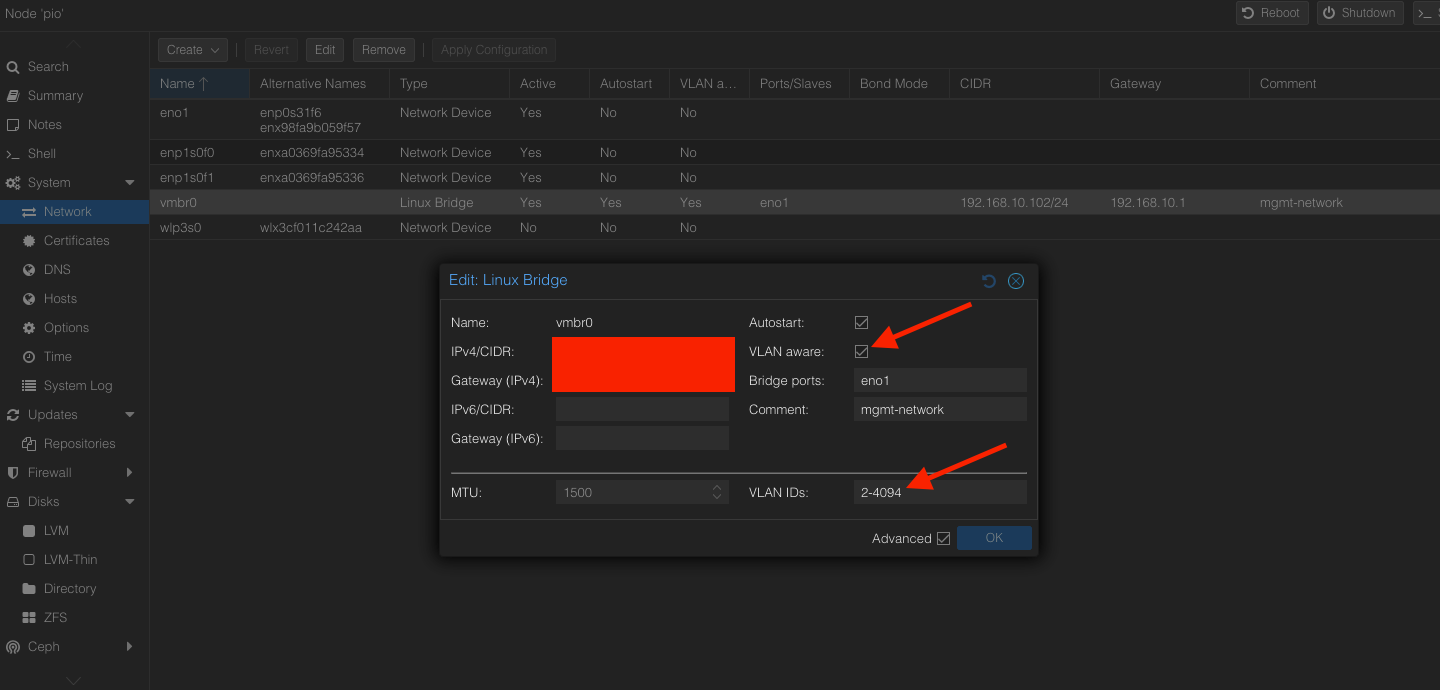 Node 'pio'
Reboot
Shutdown
Search
Summary
Notes
Shell
System
Network
Certificates
DNS
Hosts
Options
Time
System Log
Updates
Repositories
Firewall
Disks
LVM
LVM-Thin
Directory
ZFS
Ceph
Create | Revert Edit Remove | Apply Configuration
Name ↑ Alternative Names Type Active Autostart VLAN a... Ports/Slaves Bond Mode CIDR Gateway Comment
eno1 enp0s31f6 Network Device Yes No No
enx98fa9b059f57
enp1s0f0 enxa0369fa95334 Network Device Yes No No
enp1s0f1 enxa0369fa95336 Network Device Yes No No
vmbr0 Linux Bridge Yes Yes Yes eno1 192.168.10.102/24 192.168.10.1 mgmt-network
wlp3s0 wlx3cf011c242aa Network Device No No No
Edit: Linux Bridge
Name: vmbr0 Autostart:
IPv4/CIDR: VLAN aware:
Gateway (IPv4): Bridge ports: eno1
IPv6/CIDR: Comment: mgmt-network
Gateway (IPv6):
MTU: 1500 VLAN IDs: 2-4094
Advanced OK